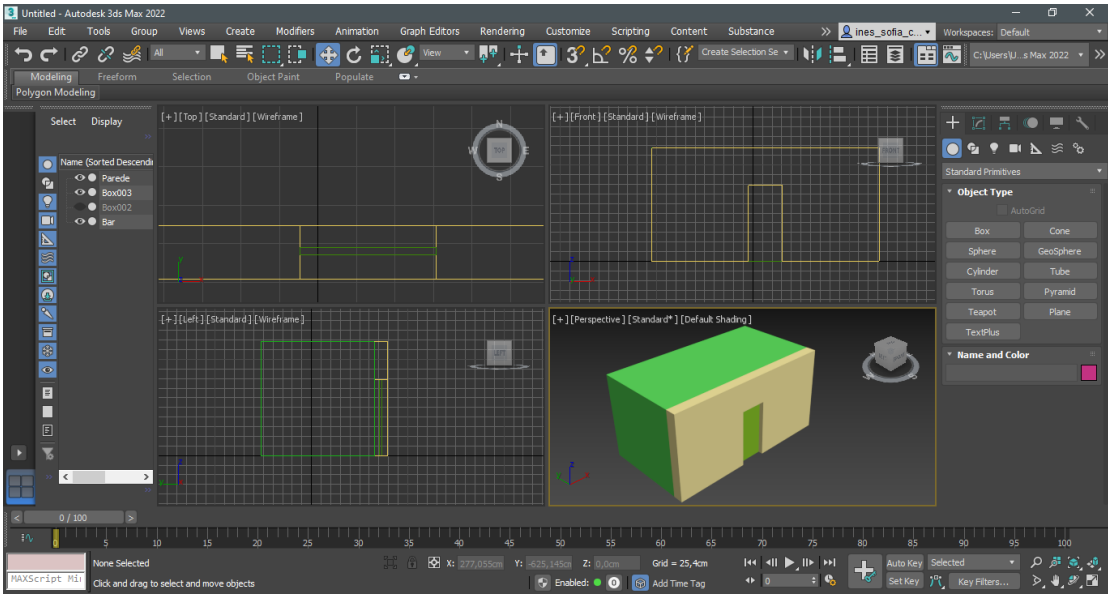 3 Untitled - Autodesk 3ds Max 2022
File Edit Tools Group Views Create Modifiers Animation Graph Editors Rendering Customize Scripting Content Substance ines_sofia_c... Workspaces: Default
All View Create Selection Se C:\Users\U...s Max 2022
Modeling Freeform Selection Object Paint Populate
Polygon Modeling
Select Display
Name (Sorted Descendi
Parede
Box003
Box002
Bar
[+][Top][Standard][Wireframe]
N
W TOP E
S
[+][Front][Standard][Wireframe]
FRONT
[+][Left][Standard][Wireframe]
LEFT
[+][Perspective][Standard*][Default Shading]
Standard Primitives
Object Type
AutoGrid
Box Cone
Sphere GeoSphere
Cylinder Tube
Torus Pyramid
Teapot Plane
TextPlus
Name and Color
0 / 100
0 5 10 15 20 25 30 35 40 45 50 55 60 65 70 75 80 85 90 95 100
None Selected X: 277,055cm Y: -625,145cm Z: 0,0cm Grid = 25,4cm Auto Key Selected
MAXScript Mi Click and drag to select and move objects Enabled: 0 Add Time Tag 0 Set Key Key Filters...